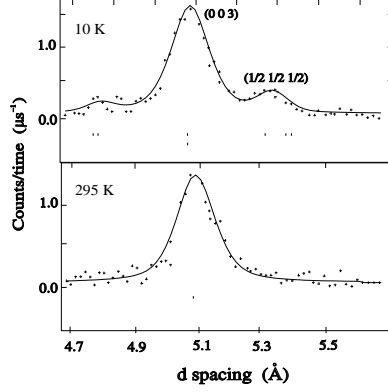 10 K
(0 0 3)
(1/2 1/2 1/2)
1.0
0.0
Counts/time (μs⁻¹)
295 K
1.0
0.0
4.7 4.9 5.1 5.3 5.5
d spacing (Å)